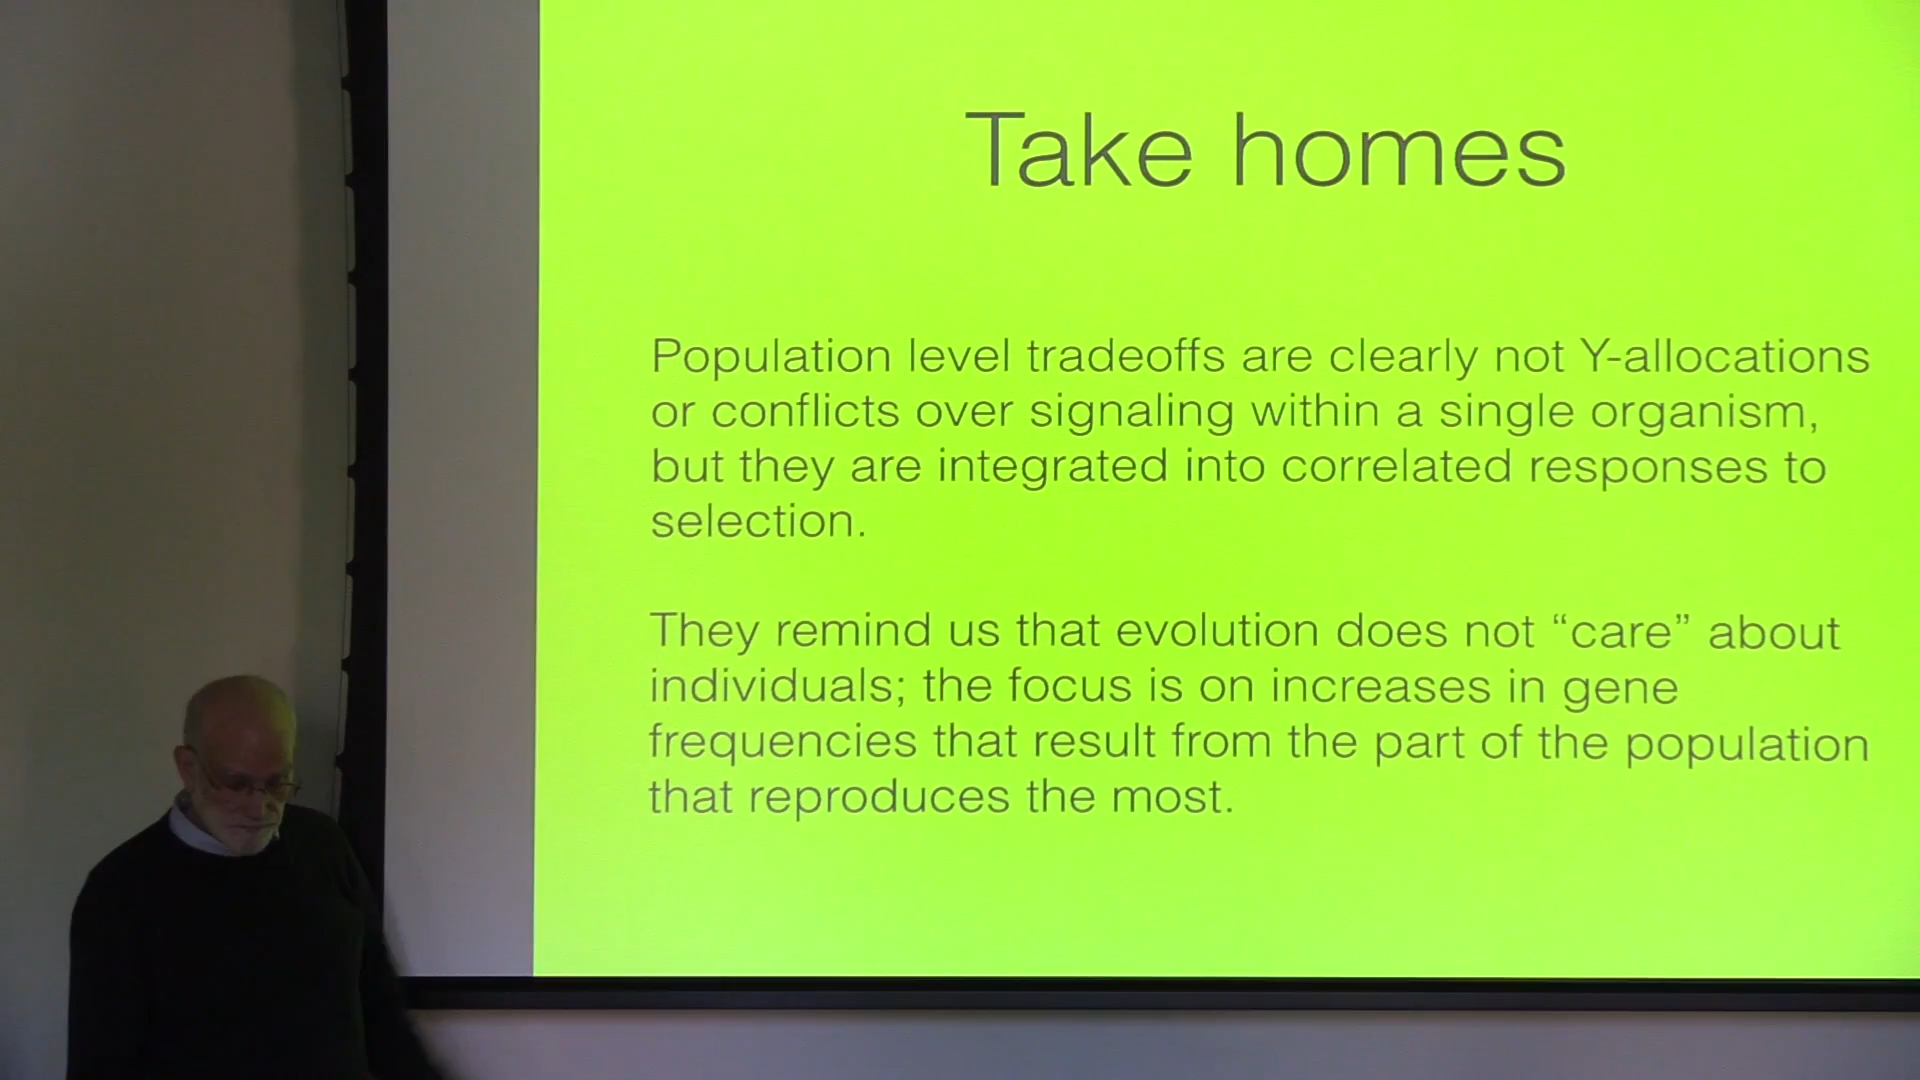 Take homes
Population level tradeoffs are clearly not Y-allocations
or conflicts over signaling within a single organism,
but they are integrated into correlated responses to
selection.
They remind us that evolution does not “care” about
individuals; the focus is on increases in gene
frequencies that result from the part of the population
that reproduces the most.